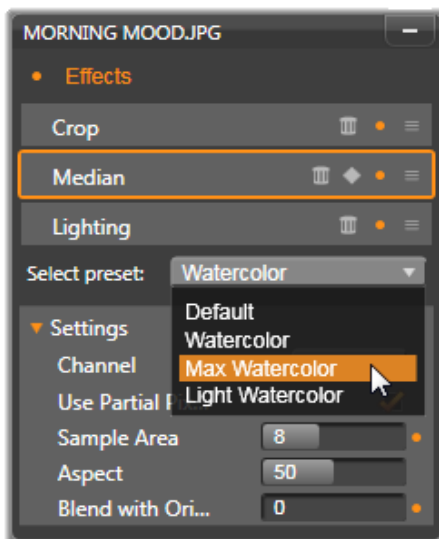 MORNING MOOD.JPG
Effects
Crop
Median
Lighting
Select preset: Watercolor
Default
Watercolor
Max Watercolor
Light Watercolor
Settings
Channel
Use Partial
Sample Area 8
Aspect 50
Blend with Ori... 0